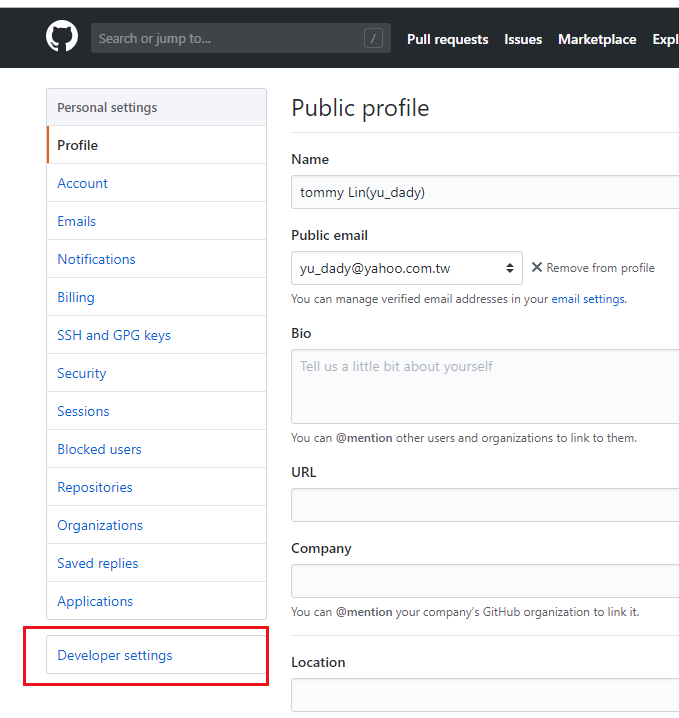 Search or jump to...
/
Pull requests
Issues
Marketplace
Expl
Personal settings
Profile
Account
Emails
Notifications
Billing
SSH and GPG keys
Security
Sessions
Blocked users
Repositories
Organizations
Saved replies
Applications
Developer settings
Public profile
Name
tommy Lin(yu_dady)
Public email
yu_dady@yahoo.com.tw
Remove from profile
You can manage verified email addresses in your email settings.
Bio
Tell us a little bit about yourself
You can @mention other users and organizations to link to them.
URL
Company
You can @mention your company's GitHub organization to link it.
Location